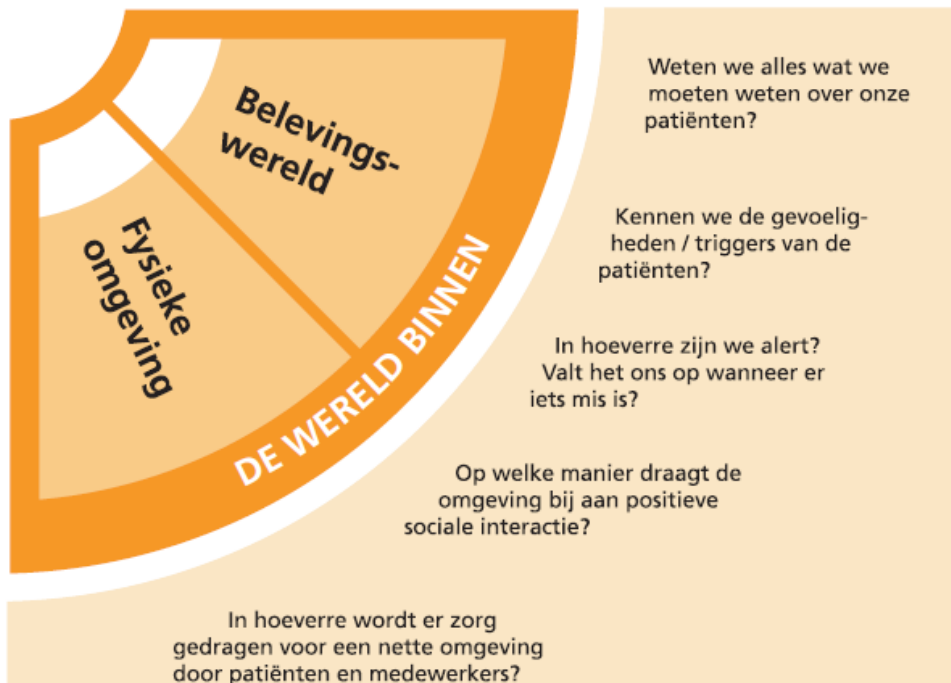 Belevings-
wereld
Fysieke
omgeving
DE WERELD BINNEN
Weten we alles wat we
moeten weten over onze
patiënten?
Kennen we de gevoelig-
heden / triggers van de
patiënten?
In hoeverre zijn we alert?
Valt het ons op wanneer er
iets mis is?
Op welke manier draagt de
omgeving bij aan positieve
sociale interactie?
In hoeverre wordt er zorg
gedragen voor een nette omgeving
door patiënten en medewerkers?